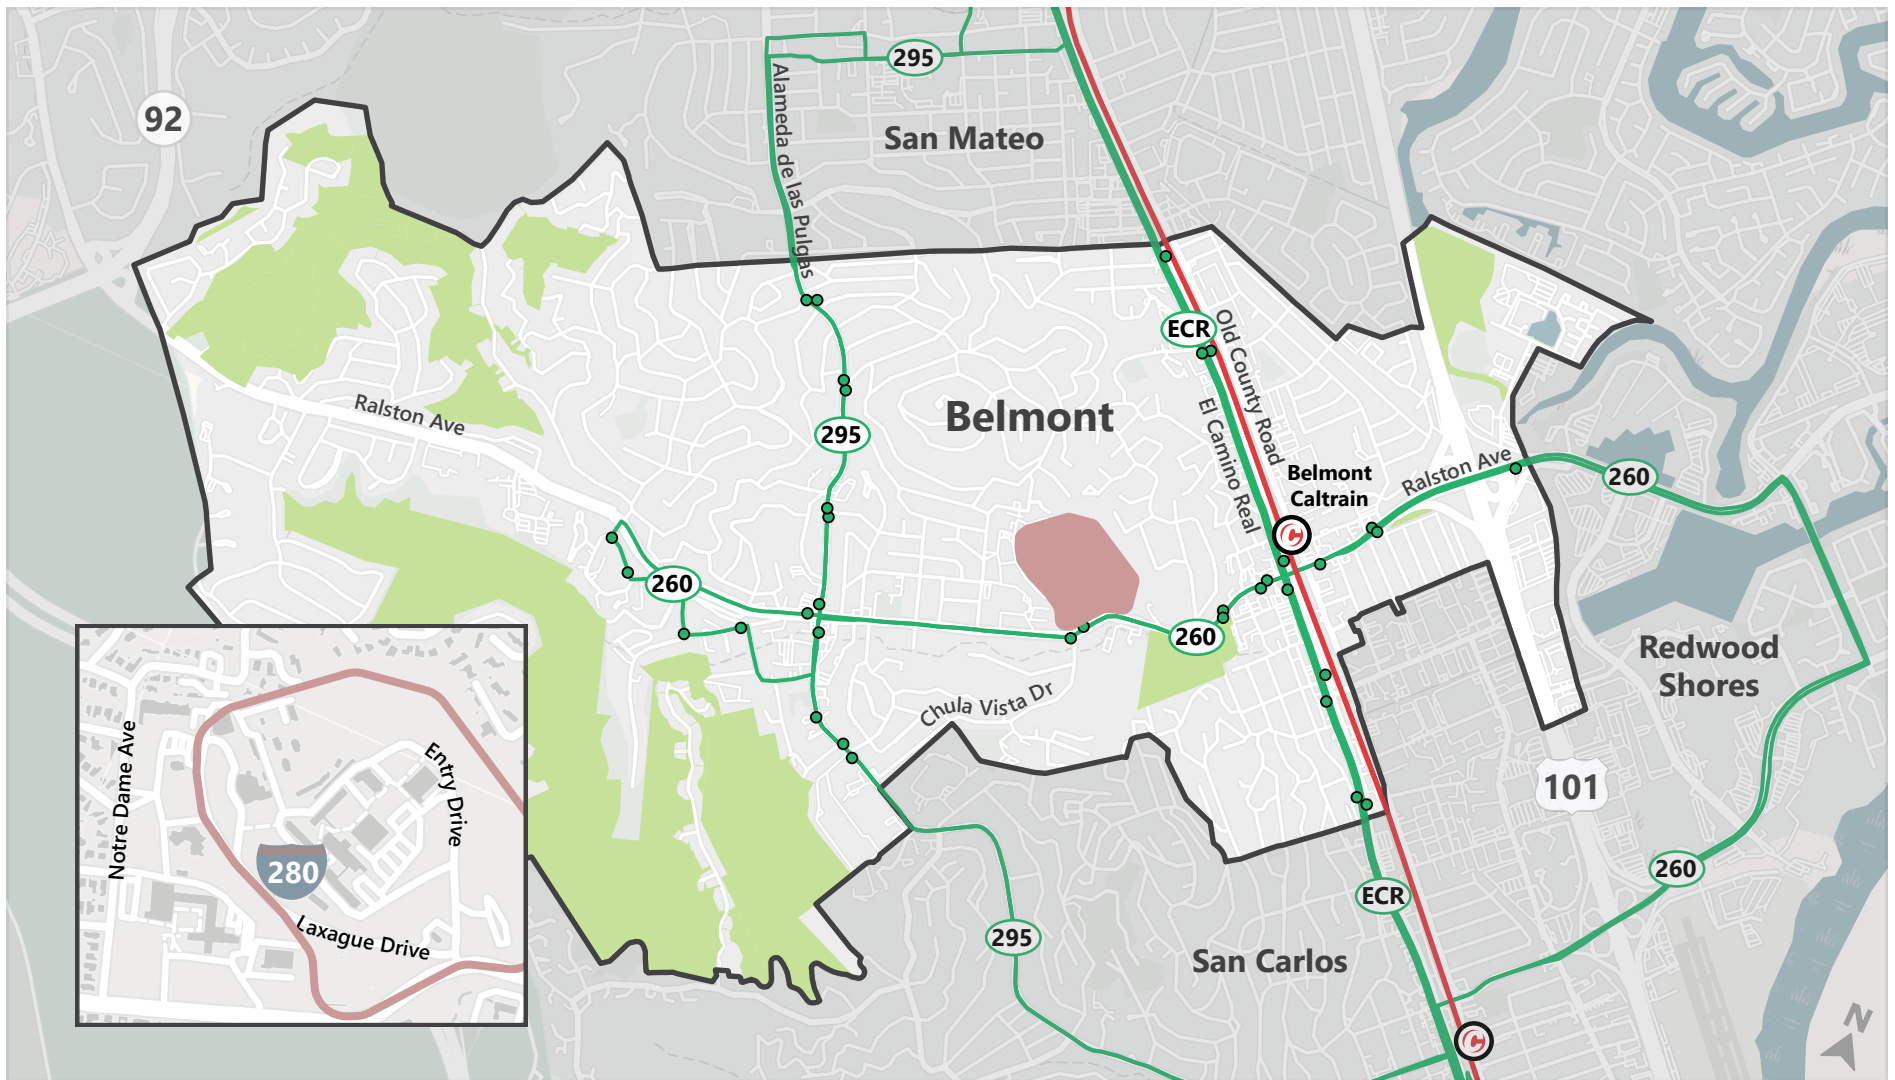 295
92
San Mateo
Alameda de las Pulgas
ECR
Old County Road
Ralston Ave
Belmont
El Camino Real
295
Belmont
Caltrain
Ralston Ave
260
C
260
260
Redwood
Shores
Chula Vista Dr
Notre Dame Ave
Entry Drive
101
280
260
ECR
Laxague Drive
295
San Carlos
N
C